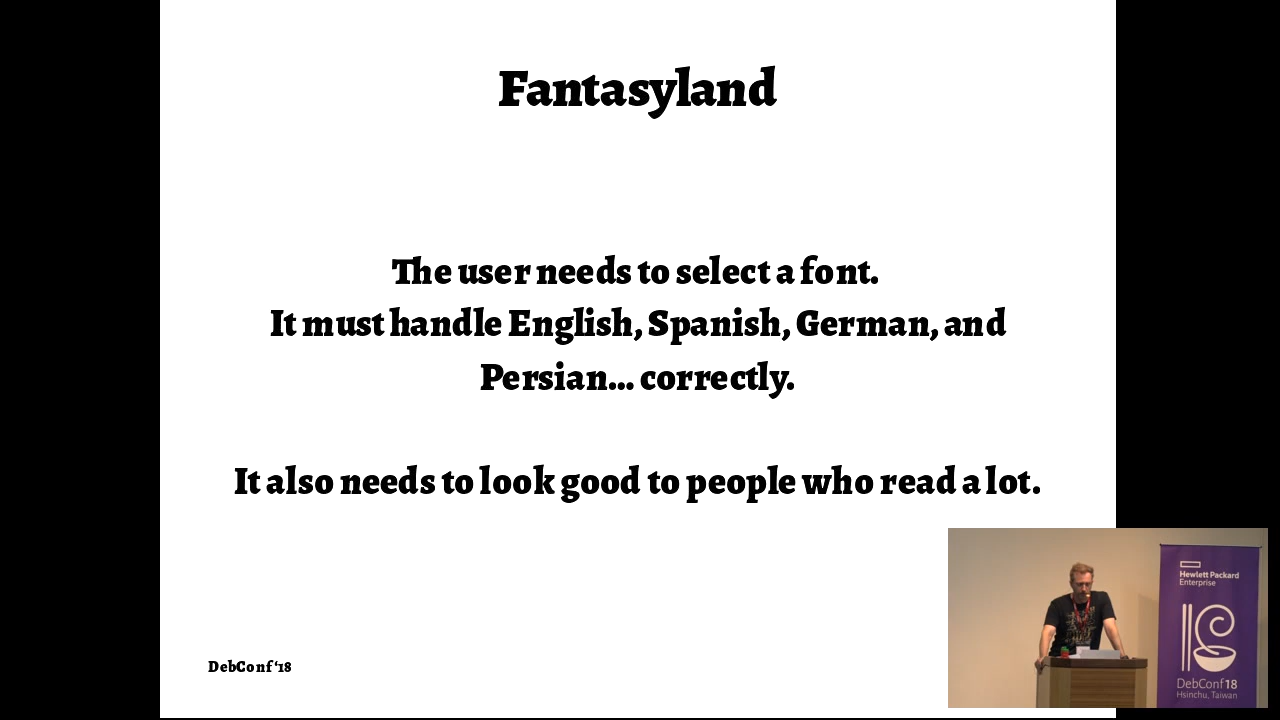 Fantasyland
The user needs to select a font.
It must handle English, Spanish, German, and
Persian... correctly.
It also needs to look good to people who read a lot.
DebConf ‘18
Hewlett Packard
Enterprise
DebConf18
Hsinchu, Taiwan